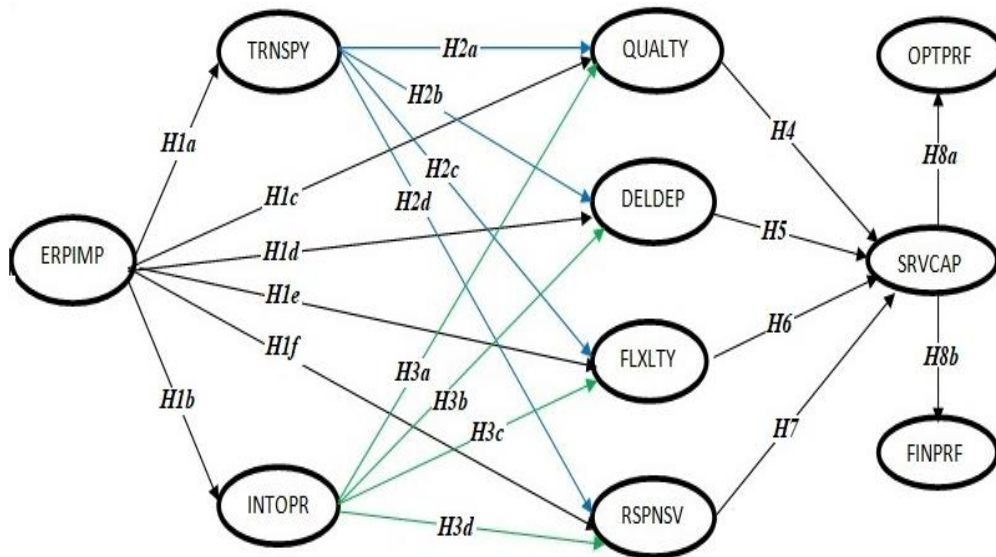 TRNSPY
H2a
QUALTY
OPTPRF
H2b
H4
H1a
H2c
H8a
H1c
H2d
DELDEP
H5
ERPIMP
H1d
SRVCAP
H1e
H6
H1f
H3a
FLXLTY
H8b
H1b
H3b
H3c
H7
FINPRF
INTOPR
H3d
RSPNSV